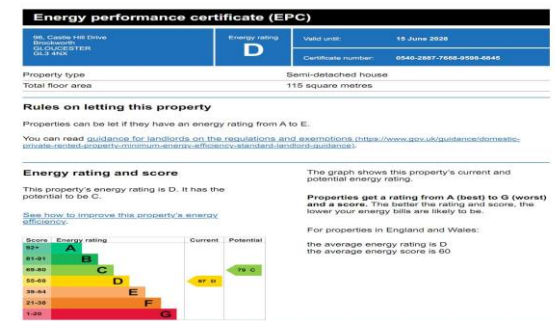 Energy performance certificate (EPC)
96, Castle Hill Drive
Brockworth
GLOUCESTER
GL3 4NX
Energy rating
D
Valid until:
15 June 2028
Certificate number:
0540-2887-7668-9598-6845
Property type
Semi-detached house
Total floor area
115 square metres
Rules on letting this property
Properties can be let if they have an energy rating from A to E.
You can read guidance for landlords on the regulations and exemptions (https://www.gov.uk/guidance/domestic-
private-rented-property-minimum-energy-efficiency-standard-landlord-guidance).
Energy rating and score
This property's energy rating is D. It has the
potential to be C.
See how to improve this property's energy
efficiency.
Score Energy rating Current Potential
92+ A
81-91 B
69-80 C 79 C
55-68 D 67 D
39-54 E
21-38 F
1-20 G
The graph shows this property's current and
potential energy rating.
Properties get a rating from A (best) to G (worst)
and a score. The better the rating and score, the
lower your energy bills are likely to be.
For properties in England and Wales:
the average energy rating is D
the average energy score is 60